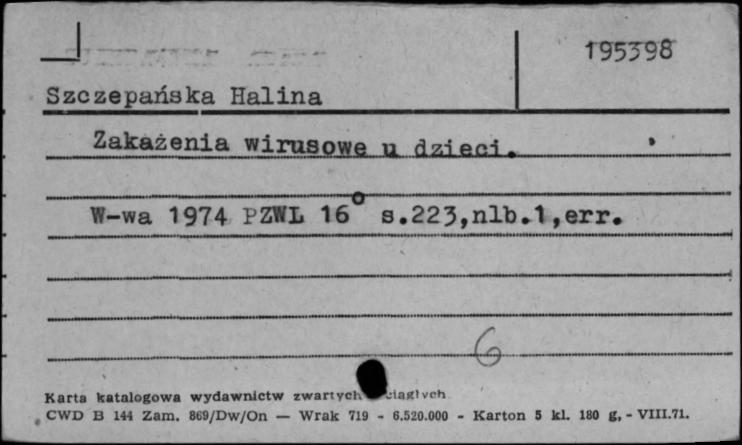 195398
Szczepańska Halina
Zakażenia wirusowe u dzieci.
W-wa 1974 PZWL 16° s.223,nlb.1,err.
6
Karta katalogowa wydawnictw zwartych ciągłych
CWD B 144 Zam. 869/Dw/On — Wrak 719 - 6.520.000 - Karton 5 kl. 180 g, - VIII.71.